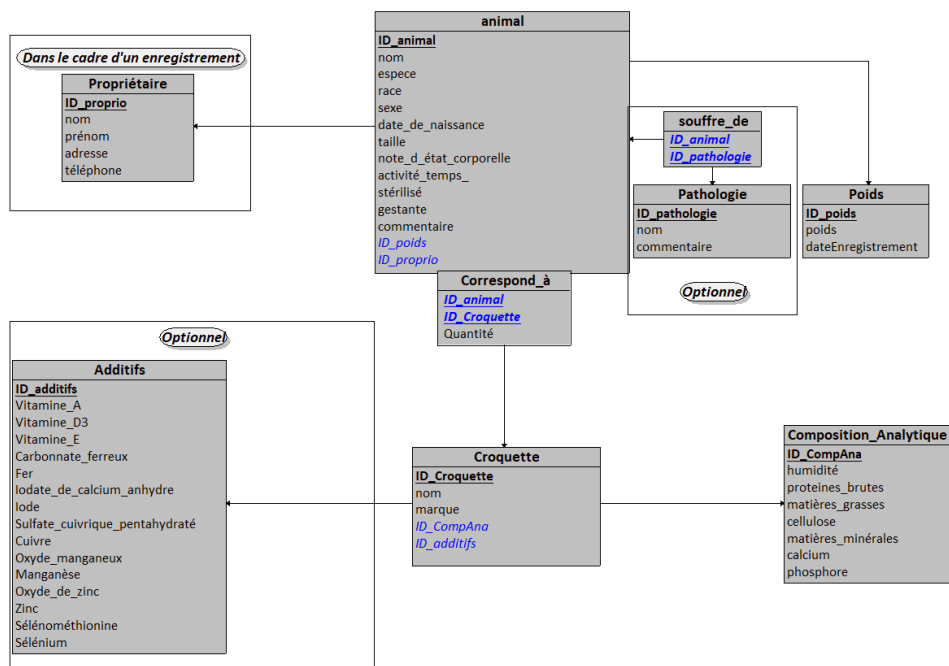 animal
ID_animal
nom
espece
race
sexe
date_de_naissance
taille
note_d_état_corporelle
activité_temps_
stérilisé
gestante
commentaire
ID_poids
ID_proprio
Dans le cadre d'un enregistrement
Propriétaire
ID_proprio
nom
prénom
adresse
téléphone
souffre_de
ID_animal
ID_pathologie
Pathologie
ID_pathologie
nom
commentaire
Optionnel
Poids
ID_poids
poids
dateEnregistrement
Correspond_à
ID_animal
ID_Croquette
Quantité
Optionnel
Additifs
ID_additifs
Vitamine_A
Vitamine_D3
Vitamine_E
Carbonnate_ferreux
Fer
Iodate_de_calcium_anhydre
Iode
Sulfate_cuivrique_pentahydraté
Cuivre
Oxyde_manganeux
Manganèse
Oxyde_de_zinc
Zinc
Sélénométhionine
Sélénium
Croquette
ID_Croquette
nom
marque
ID_CompAna
ID_additifs
Composition_Analytique
ID_CompAna
humidité
proteines_brutes
matières_grasses
cellulose
matières_minérales
calcium
phosphore